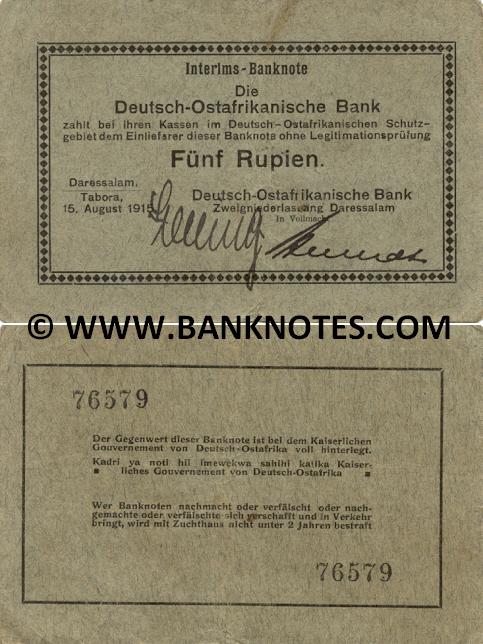 Interims-Banknote
Die
Deutsch-Ostafrikanische Bank
zahlt bei ihren Kassen im Deutsch-Ostafrikanischen Schutz-
gebiet dem Einlieferer dieser Banknote ohne Legitimationsprüfung
Fünf Rupien.
Daressalam,
Tabora,
15. August 1915
Deutsch-Ostafrikanische Bank
Zweigniederlassung Daressalam
In Vollmacht
© WWW.BANKNOTES.COM
76579
Der Gegenwert dieser Banknote ist bei dem Kaiserlichen
Gouvernement von Deutsch-Ostafrika voll hinterlegt.
Kadri ya noti hii imewekwa sahihi katika Kaiser-
liches Gouvernement von Deutsch-Ostafrika
Wer Banknoten nachmacht oder verfälscht oder nach-
gemachte oder verfälschte sich verschafft und in Verkehr
bringt, wird mit Zuchthaus nicht unter 2 Jahren bestraft
76579